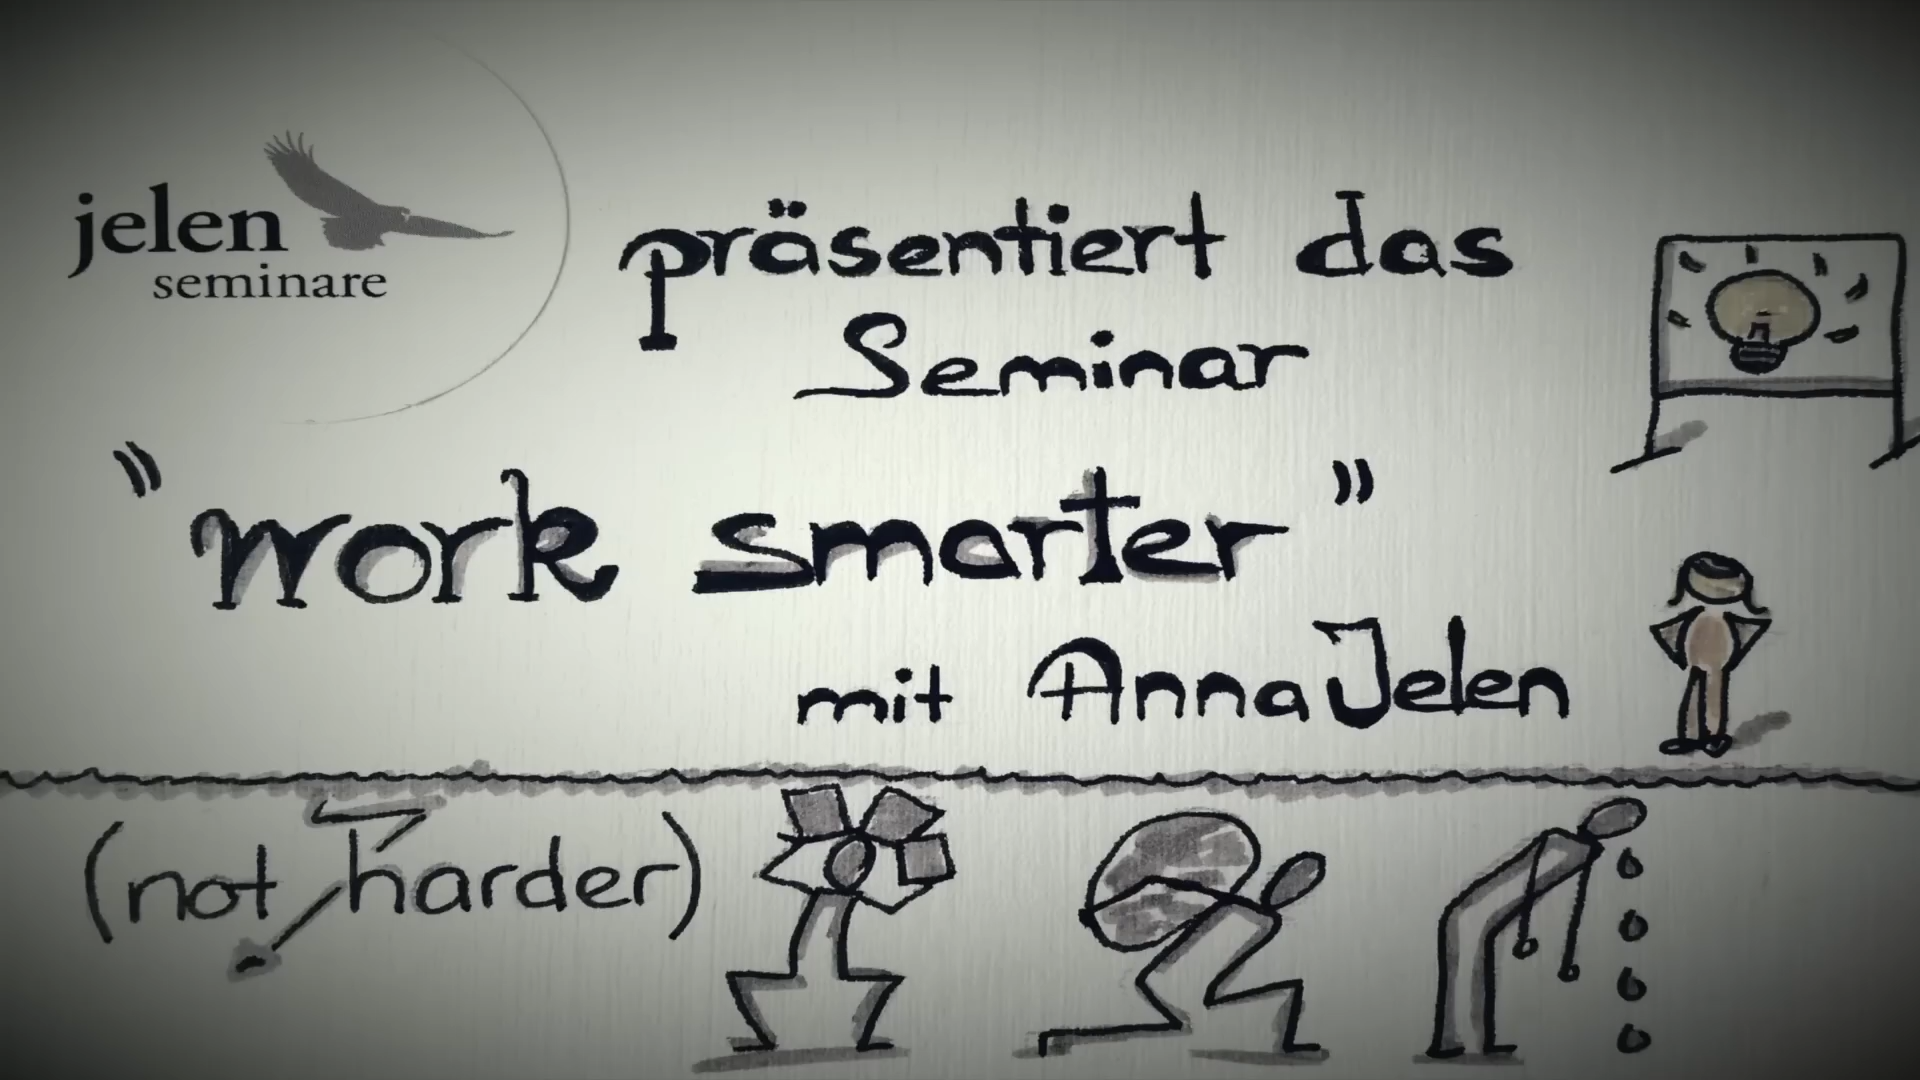 jelen
seminare
präsentiert das
Seminar
"work smarter"
mit Anna Jelen
(not harder)